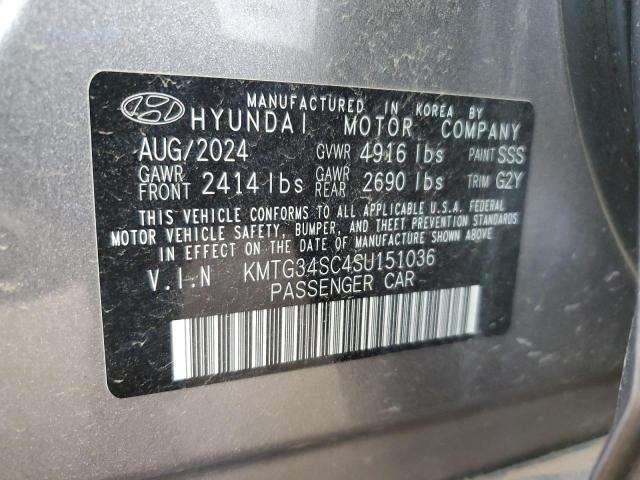 MANUFACTURED IN KOREA BY
HYUNDAI MOTOR COMPANY
AUG/2024 GVWR 4916 lbs PAINT SSS
GAWR FRONT 2414 lbs GAWR REAR 2690 lbs TRIM G2Y
THIS VEHICLE CONFORMS TO ALL APPLICABLE U.S.A. FEDERAL
MOTOR VEHICLE SAFETY, BUMPER, AND THEFT PREVENTION STANDARDS
IN EFFECT ON THE DATE OF MANUFACTURE SHOWN ABOVE.
V.I.N KMTG34SC4SU151036
PASSENGER CAR